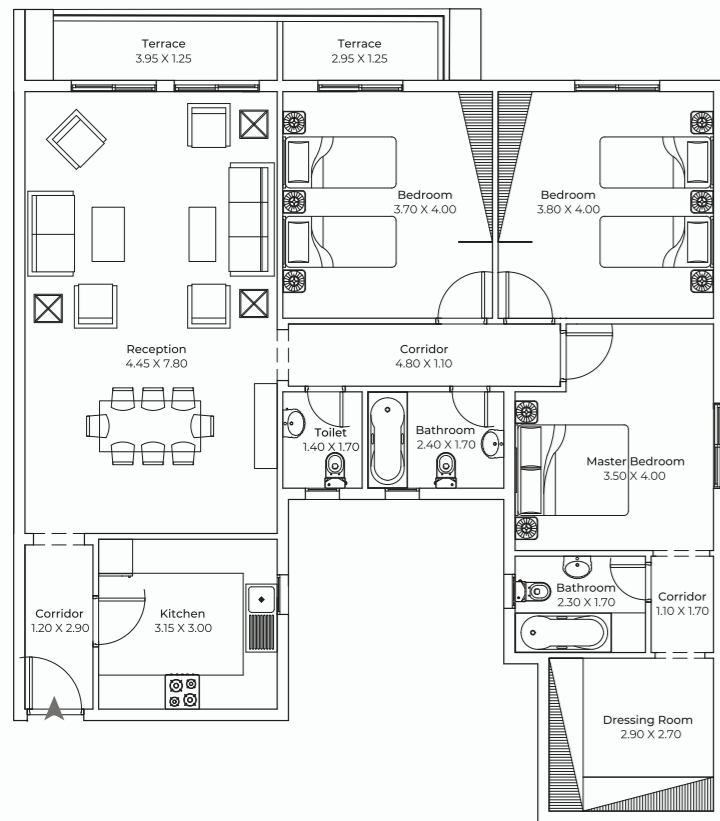 Terrace
3.95 X 1.25
Terrace
2.95 X 1.25
Bedroom
3.70 X 4.00
Bedroom
3.80 X 4.00
Reception
4.45 X 7.80
Corridor
4.80 X 1.10
Toilet
1.40 X 1.70
Bathroom
2.40 X 1.70
Master Bedroom
3.50 X 4.00
Corridor
1.20 X 2.90
Kitchen
3.15 X 3.00
Bathroom
2.30 X 1.70
Corridor
1.10 X 1.70
Dressing Room
2.90 X 2.70